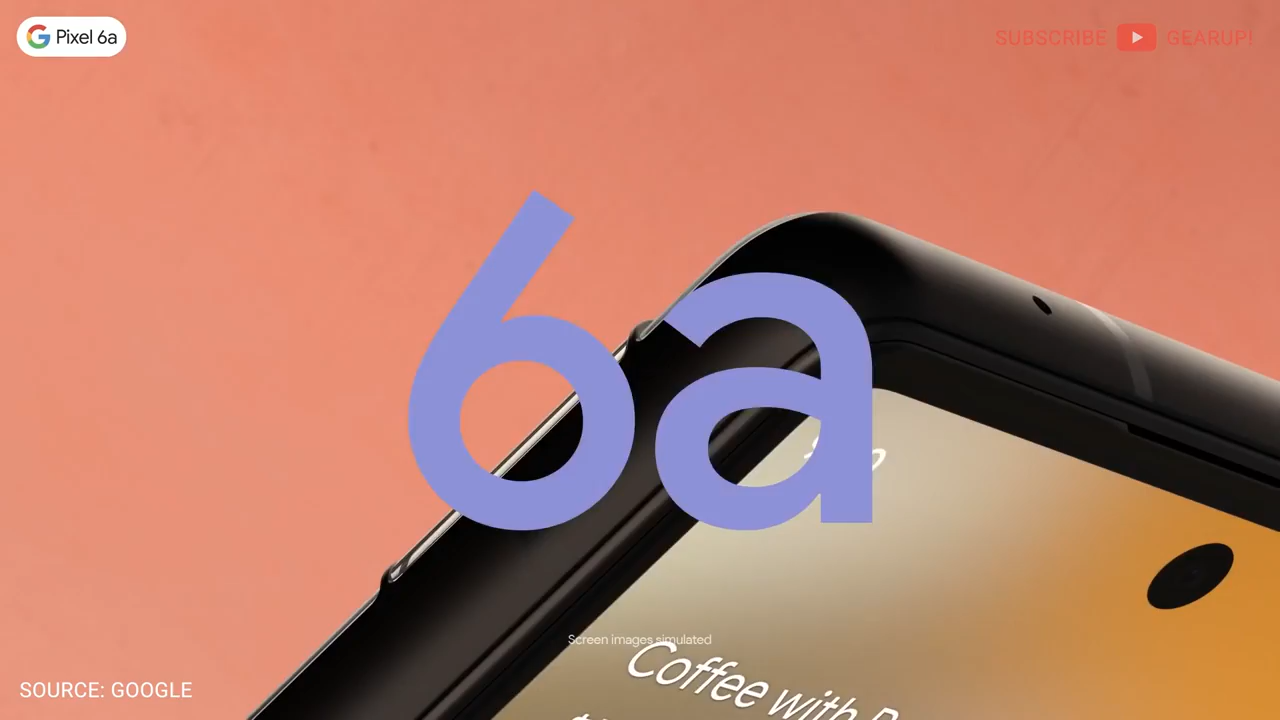 Pixel 6a
SUBSCRIBE GEARUP!
6a
Screen images simulated
Coffee with
SOURCE: GOOGLE